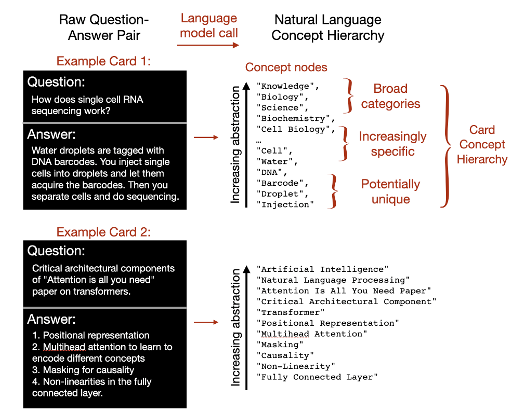 Raw Question-
Answer Pair
Language
model call
Natural Language
Concept Hierarchy
Example Card 1:
Question:
How does single cell RNA
sequencing work?
Answer:
Water droplets are tagged with
DNA barcodes. You inject single
cells into droplets and let them
acquire the barcodes. Then you
separate cells and do sequencing.
Increasing abstraction
Concept nodes
"Knowledge",
"Biology",
"Science",
"Biochemistry",
"Cell Biology",
…
"Cell",
"Water",
"DNA",
"Barcode",
"Droplet",
"Injection"
Broad
categories
Increasingly
specific
Potentially
unique
Card
Concept
Hierarchy
Example Card 2:
Question:
Critical architectural components
of "Attention is all you need"
paper on transformers.
Answer:
1. Positional representation
2. Multihead attention to learn to
encode different concepts
3. Masking for causality
4. Non-linearities in the fully
connected layer.
Increasing abstraction
"Artificial Intelligence"
"Natural Language Processing"
"Attention Is All You Need Paper"
"Critical Architectural Component"
"Transformer"
"Positional Representation"
"Multihead Attention"
"Masking"
"Causality"
"Non-Linearity"
"Fully Connected Layer"